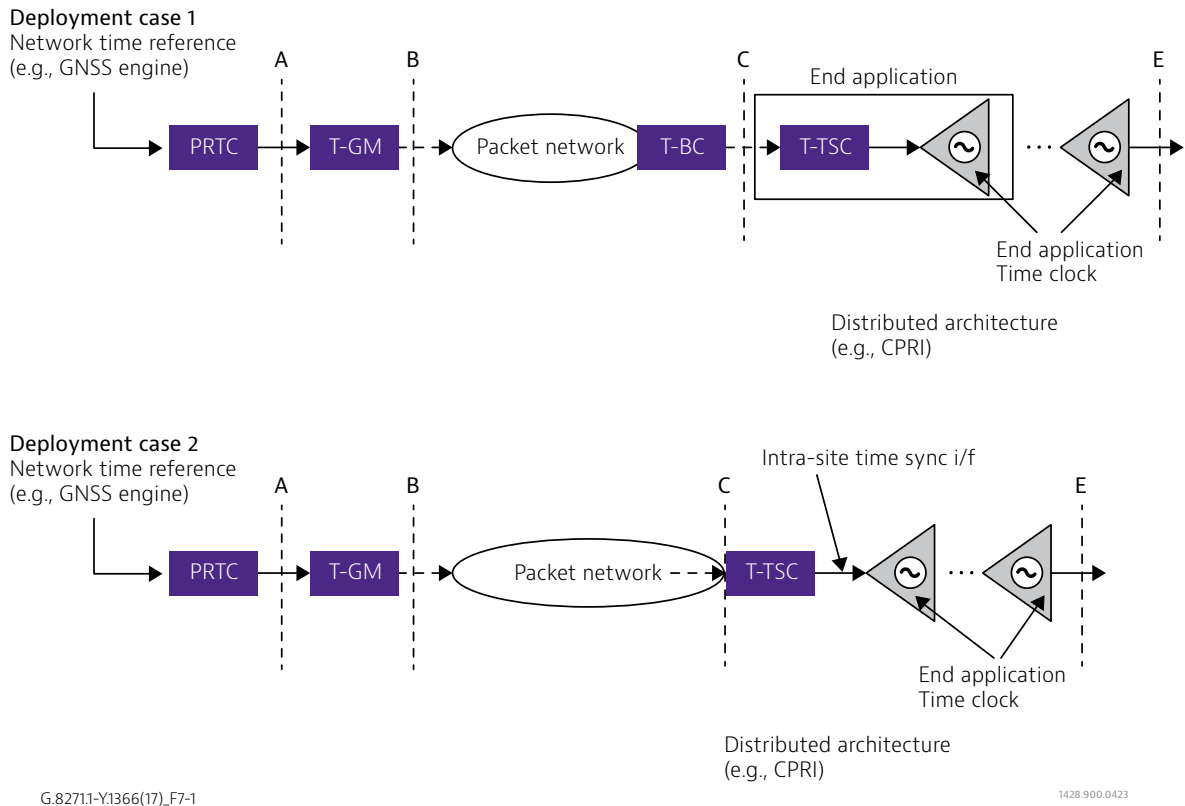 Deployment case 1
Network time reference
(e.g., GNSS engine)
A
B
C
E
End application
PRTC
T-GM
Packet network
T-BC
T-TSC
...
End application
Time clock
Distributed architecture
(e.g., CPRI)
Deployment case 2
Network time reference
(e.g., GNSS engine)
Intra-site time sync i/f
A
B
C
E
PRTC
T-GM
Packet network
T-TSC
...
End application
Time clock
Distributed architecture
(e.g., CPRI)
G.8271.1-Y.1366(17)_F7-1
1428.900.0423